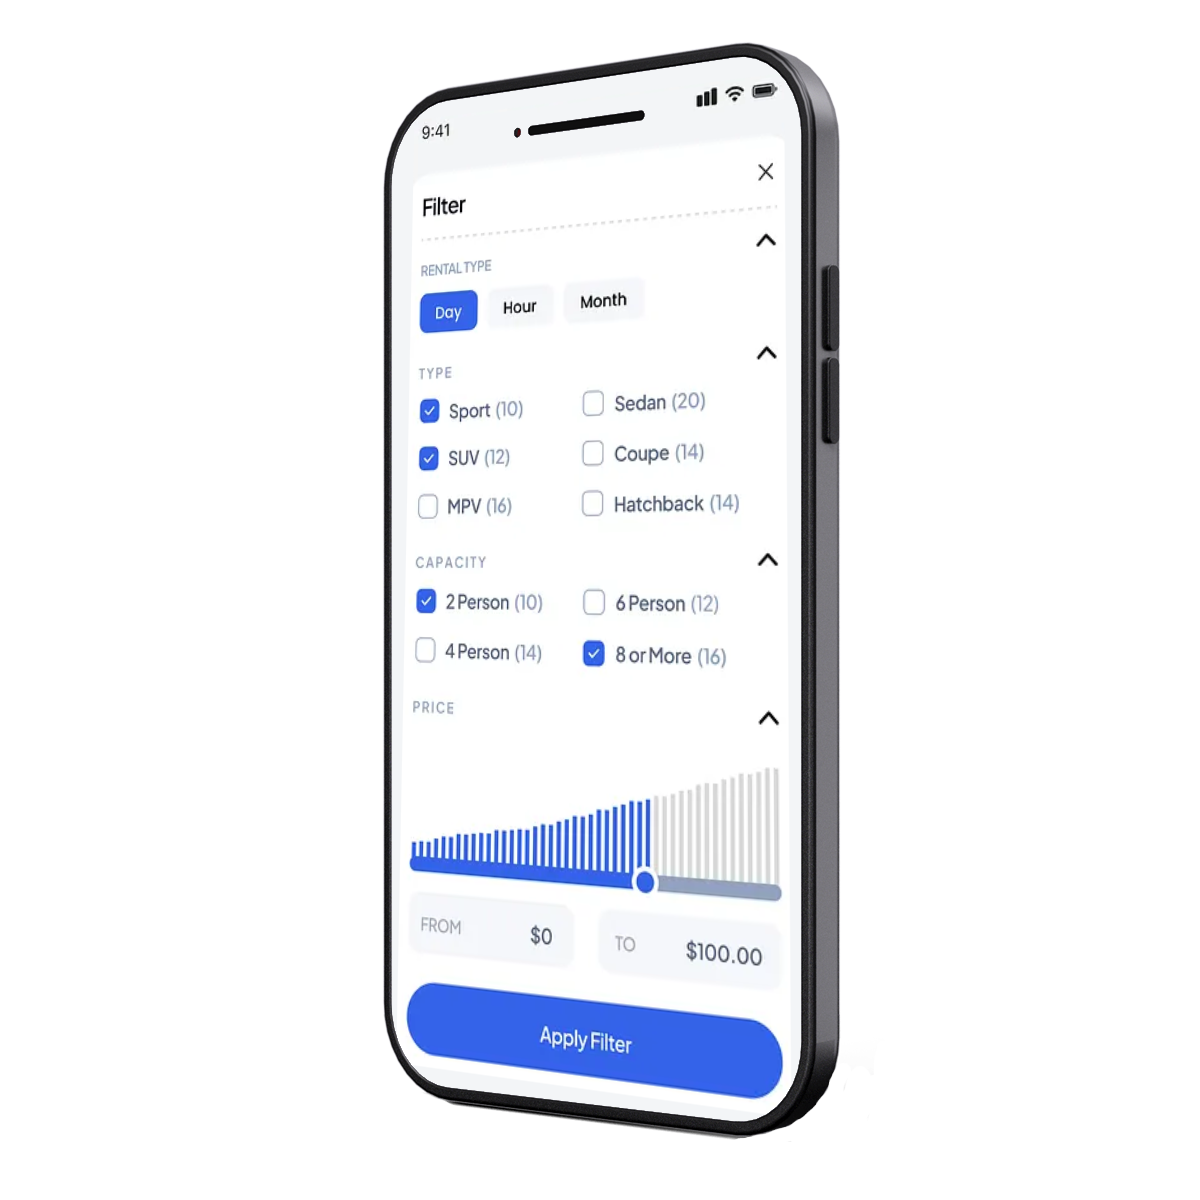 9:41
Filter
RENTAL TYPE
Day Hour Month
TYPE
Sport (10) Sedan (20)
SUV (12) Coupe (14)
MPV (16) Hatchback (14)
CAPACITY
2 Person (10) 6 Person (12)
4 Person (14) 8 or More (16)
PRICE
FROM $0 TO $100.00
Apply Filter